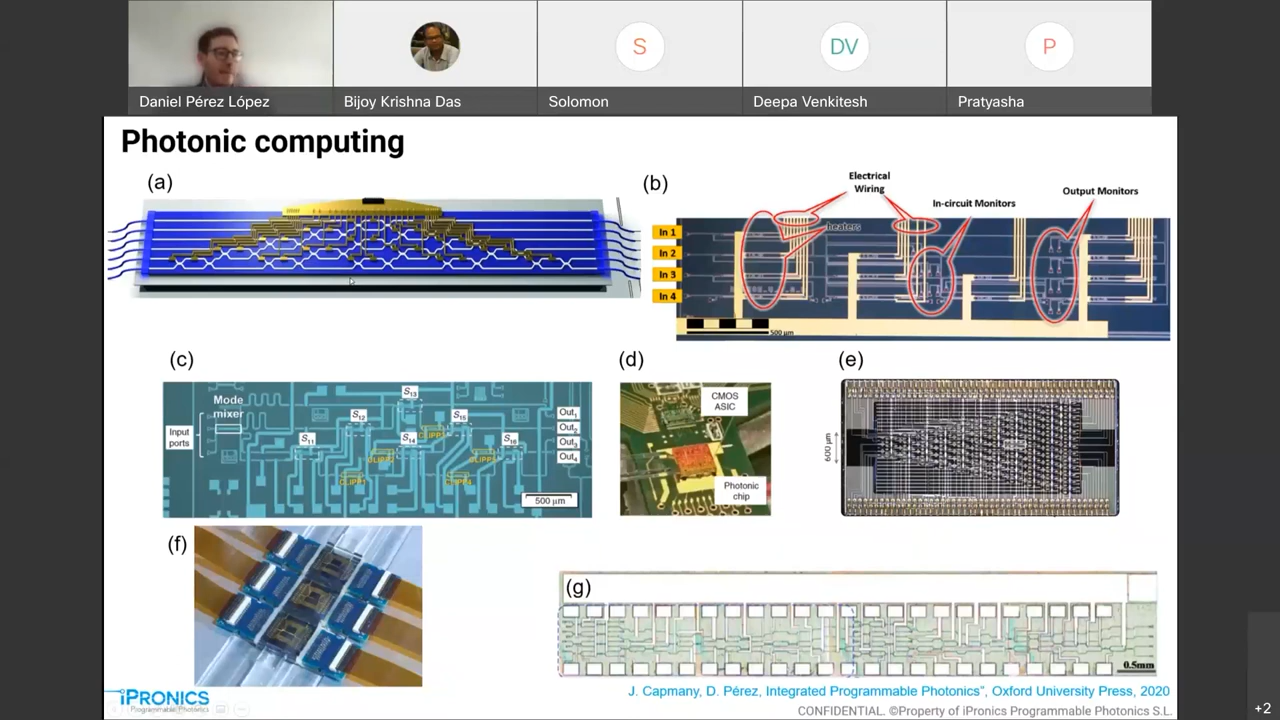 S
DV
P
Daniel Pérez López
Bijoy Krishna Das
Solomon
Deepa Venkitesh
Pratyasha
Photonic computing
(a)
(b)
Electrical
Wiring
In-circuit Monitors
Output Monitors
heaters
In 1
In 2
In 3
In 4
500 µm
(c)
Mode
mixer
Input
ports
S11
S12
S13
S14
S15
S16
CLIPP1
Out1
Out2
Out3
Out4
500 µm
(d)
CMOS
ASIC
Photonic
chip
(e)
600 µm
(f)
(g)
0.5mm
iPRONICS
Programmable Photonics
J. Capmany, D. Pérez, Integrated Programmable Photonics”, Oxford University Press, 2020
CONFIDENTIAL. ©Property of iPronics Programmable Photonics S.L.
+2